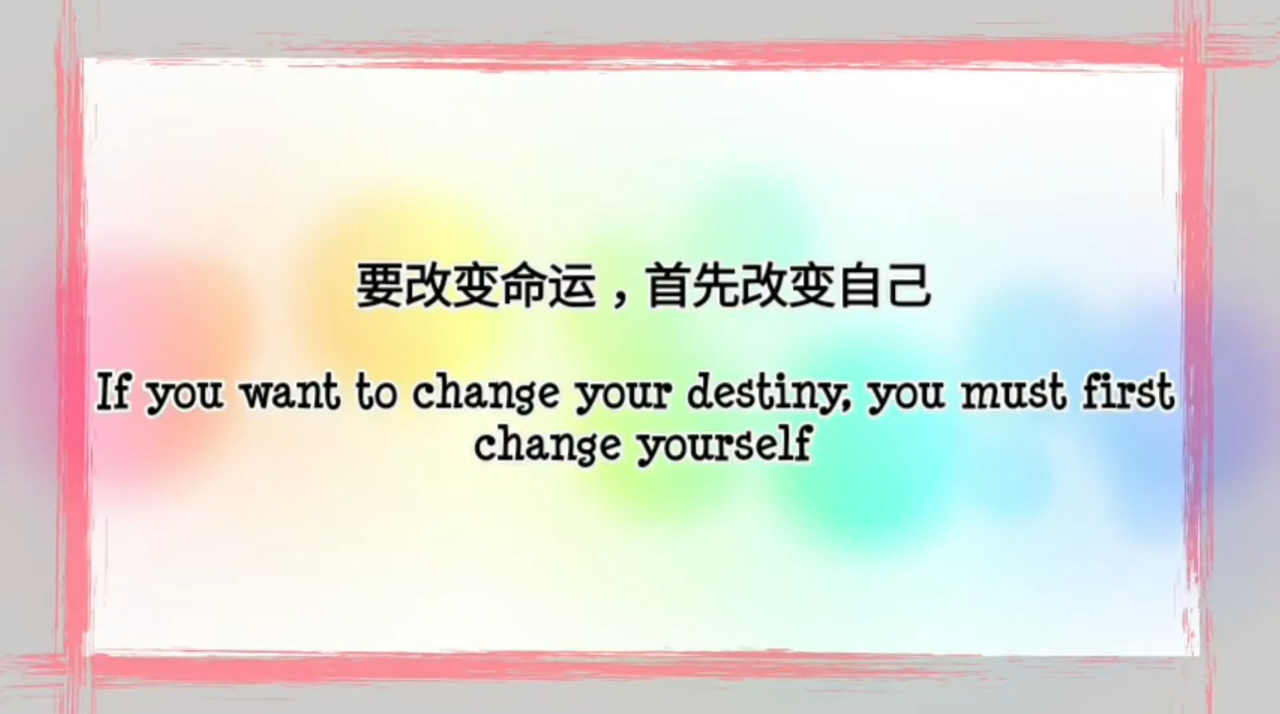 要改变命运，首先改变自己
If you want to change your destiny, you must first
change yourself